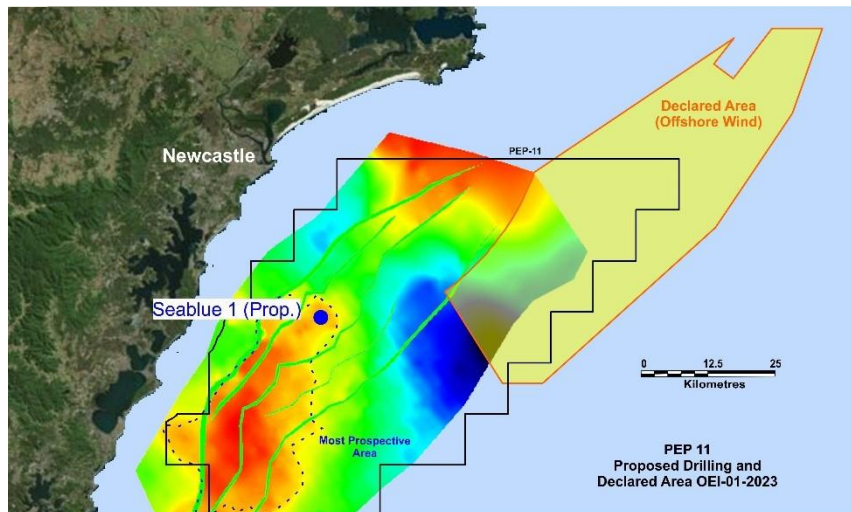 Declared Area
(Offshore Wind)
PEP-11
Newcastle
Seablue 1 (Prop.)
0 12.5 25
Kilometres
Most Prospective
Area
PEP 11
Proposed Drilling and
Declared Area OEI-01-2023